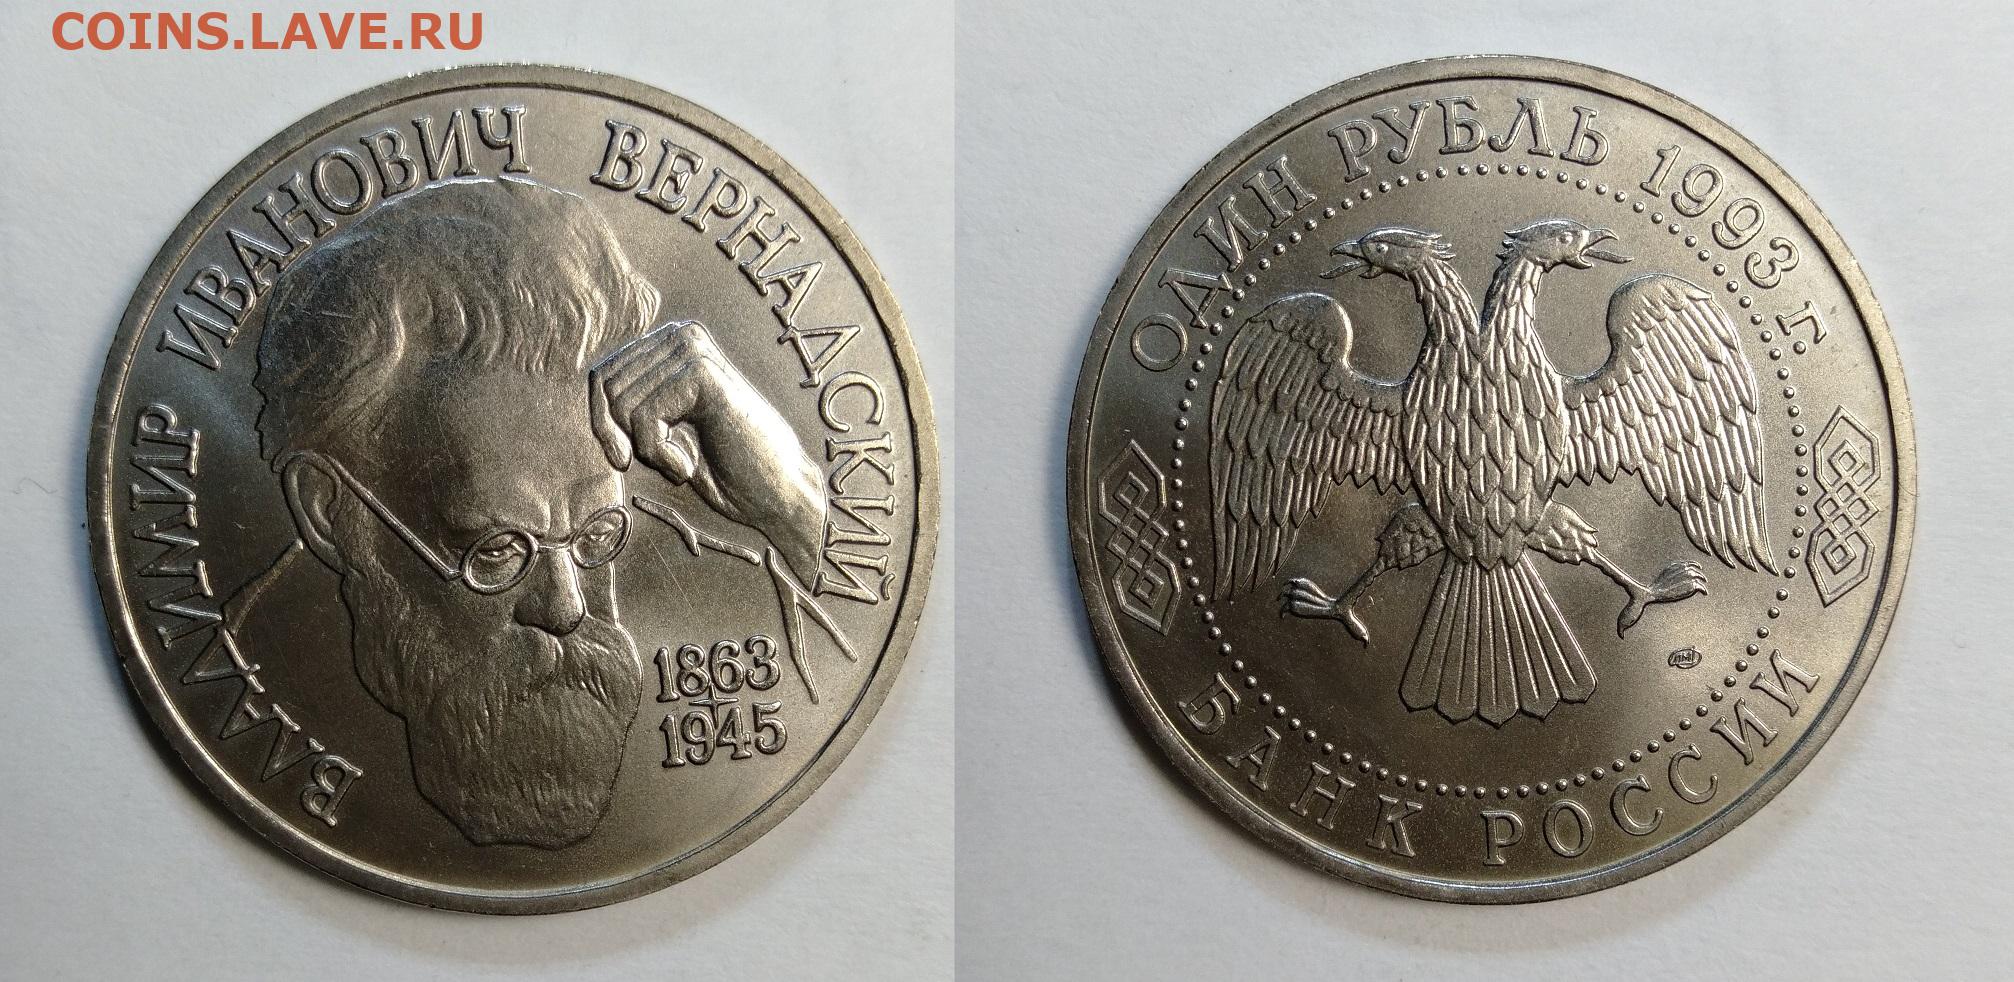 COINS.LAVE.RU
ВЛАДИМИР ИВАНОВИЧ ВЕРНАДСКИЙ
1863
1945
ОДИН РУБЛЬ 1993 г.
ЛМД
БАНК РОССИИ